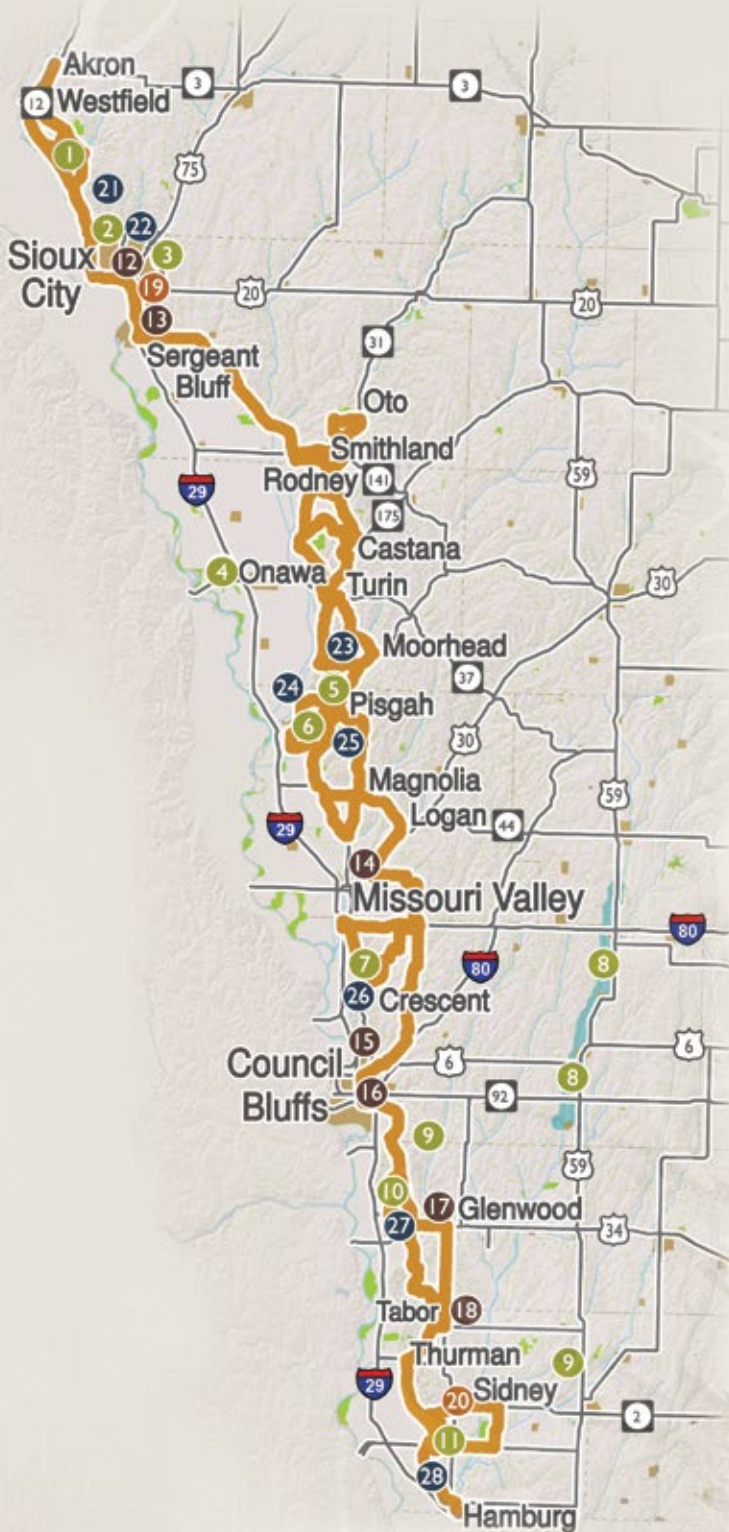 Akron
3
3
12 Westfield
1
75
21
2 22
Sioux
City
12 3
19
20
20
13
Sergeant
Bluff
31
Oto
Smithland
59
Rodney 141
29
175
Castana
4 Onawa
Turin
30
23 Moorhead
37
24 5
Pisgah
6
25
30
Magnolia
59
Logan
44
29
14
Missouri Valley
80
7
80
8
26 Crescent
15
6
Council
Bluffs
6
8
16
92
9
59
10
17 Glenwood
27
34
Tabor 18
Thurman
9
29
20 Sidney
2
11
28
Hamburg